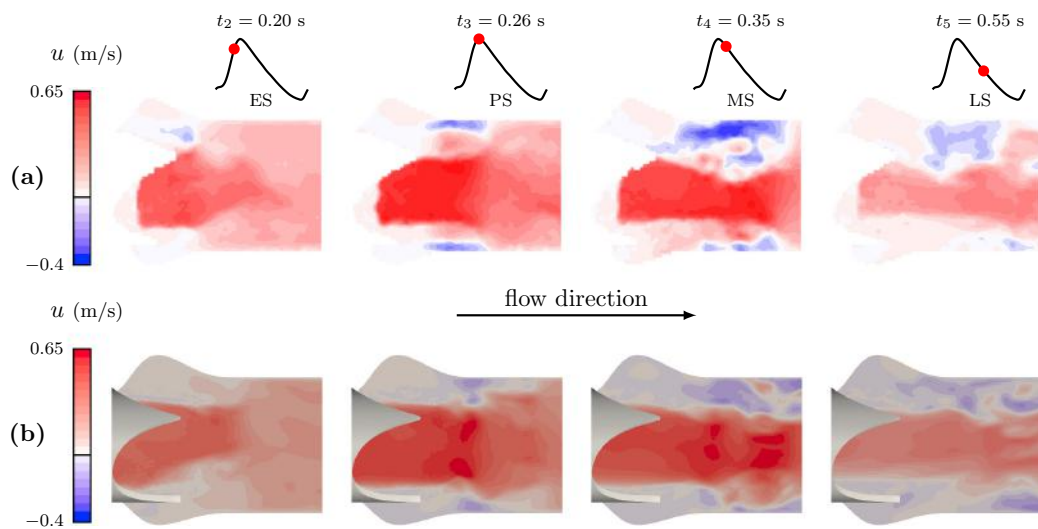 t₂ = 0.20 s
t₃ = 0.26 s
t₄ = 0.35 s
t₅ = 0.55 s
u (m/s)
ES
PS
MS
LS
0.65
(a)
−0.4
flow direction
u (m/s)
0.65
(b)
−0.4